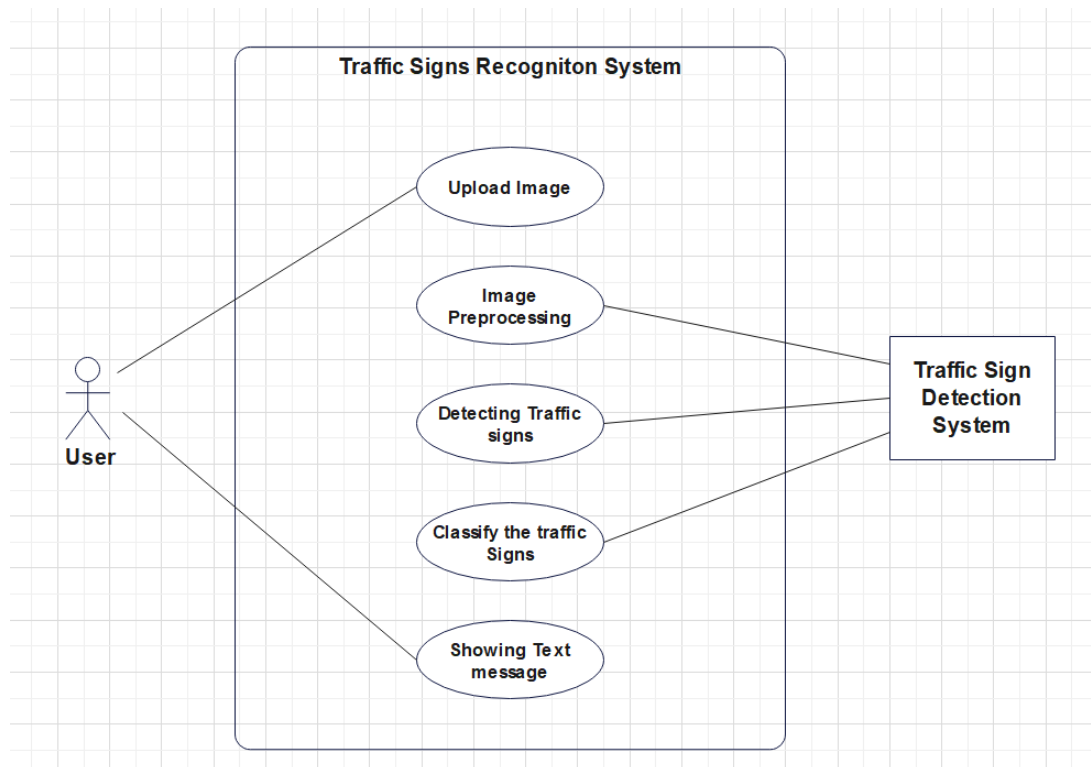 Traffic Signs Recogniton System
Upload Image
Image
Preprocessing
Detecting Traffic
signs
Classify the traffic
Signs
Showing Text
message
User
Traffic Sign
Detection
System